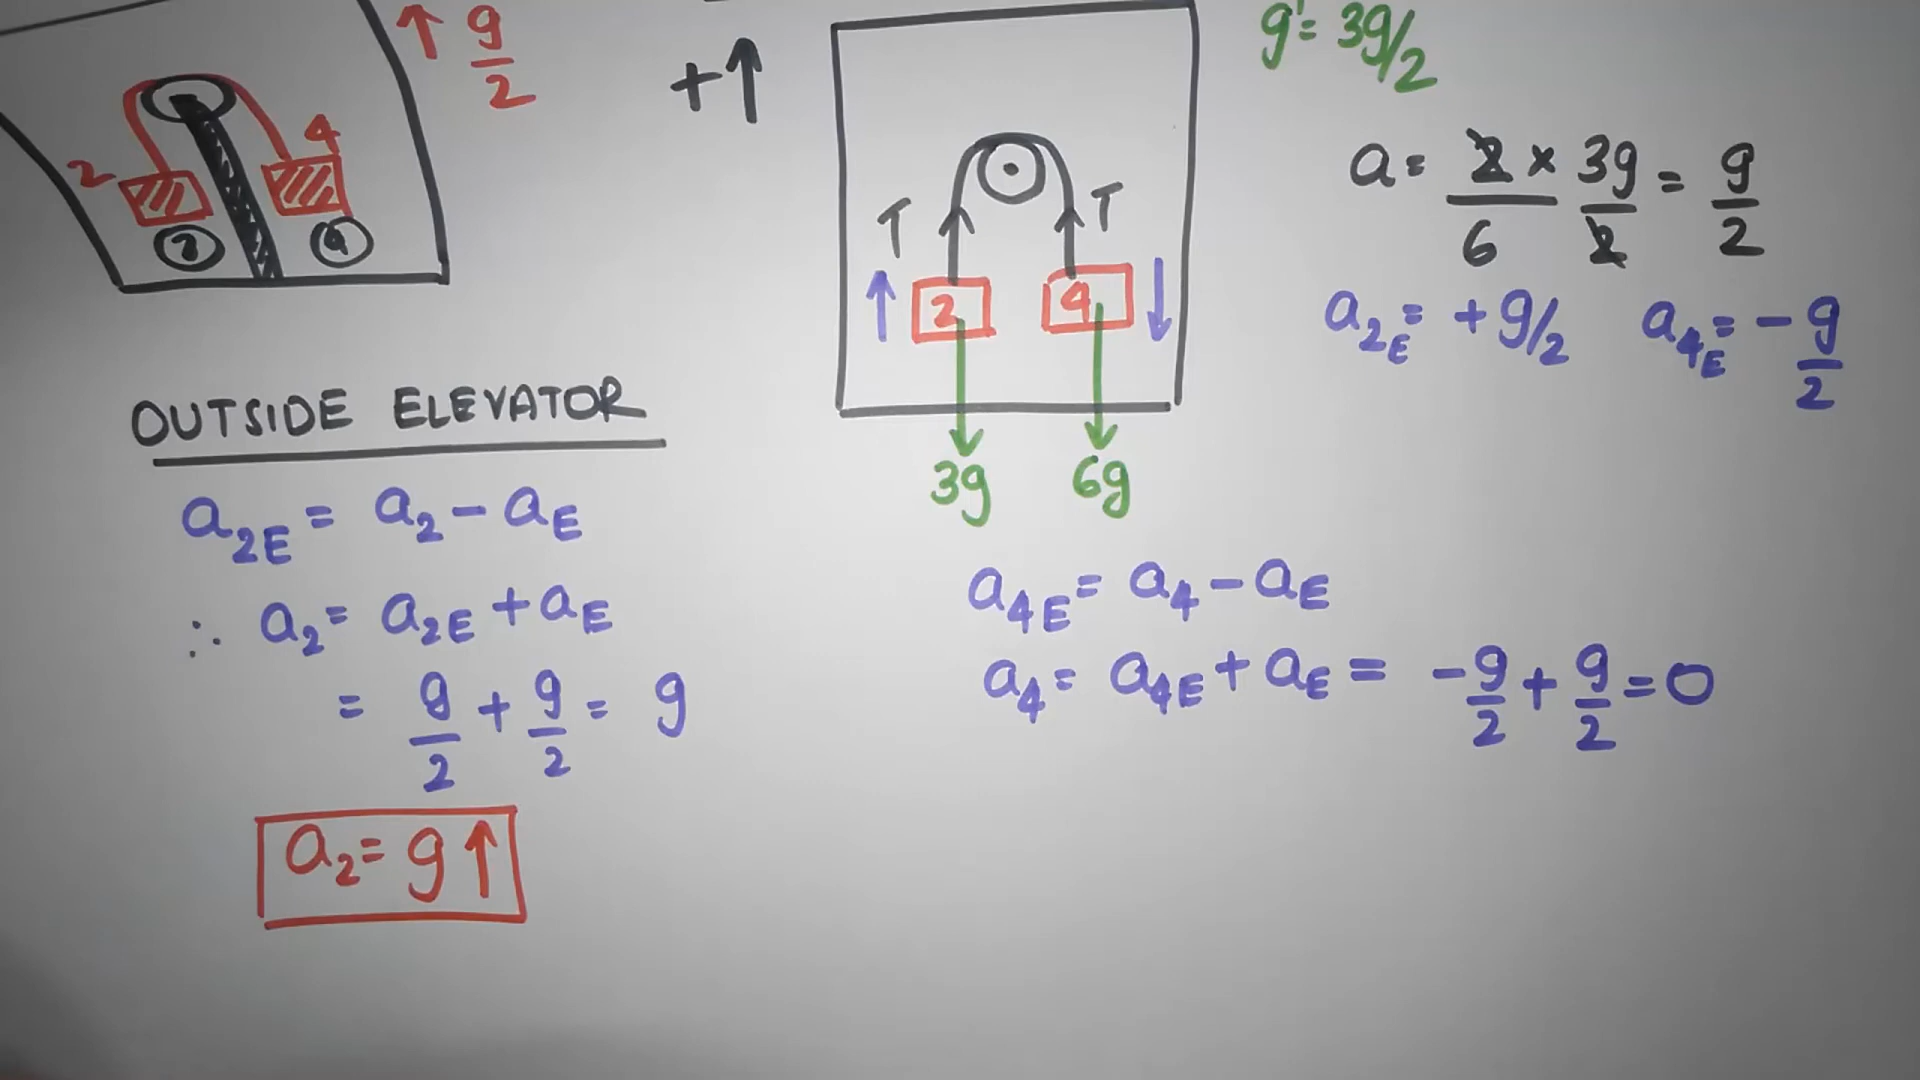 ↑ g/2
2
4
2
4
+↑
g' = 3g/2
T
T
↑ 2
4 ↓
3g
6g
a = 2/6 × 3g/2 = g/2
a2E = +g/2 a4E = -g/2
OUTSIDE ELEVATOR
a2E = a2 - aE
∴ a2 = a2E + aE
= g/2 + g/2 = g
a2 = g↑
a4E = a4 - aE
a4 = a4E + aE = -g/2 + g/2 = 0